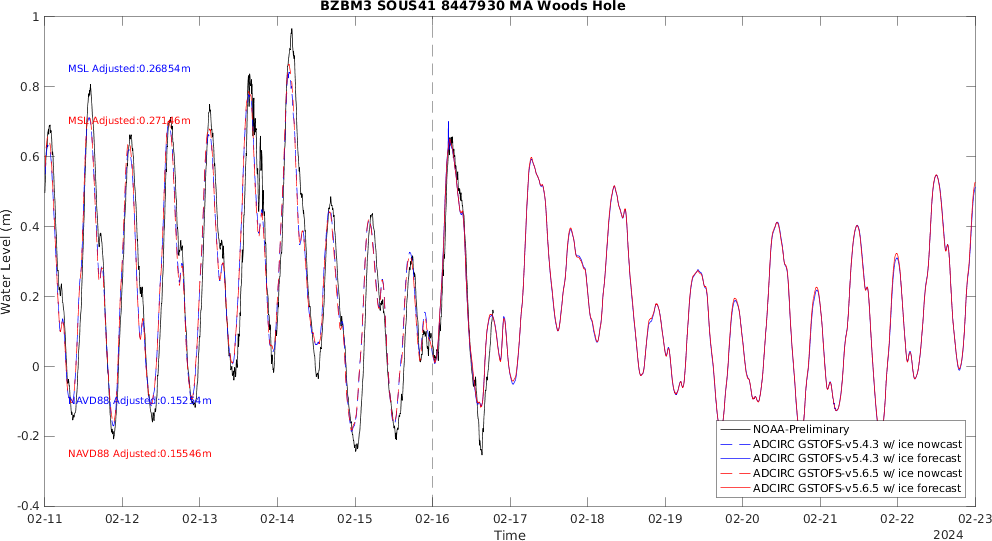 BZBM3 SOUS41 8447930 MA Woods Hole
1
0.8
0.6
0.4
0.2
0
-0.2
-0.4
Water Level (m)
MSL Adjusted:0.26854m
MSL Adjusted:0.27146m
NAVD88 Adjusted:0.15254m
NAVD88 Adjusted:0.15546m
NOAA-Preliminary
ADCIRC GSTOFS-v5.4.3 w/ ice nowcast
ADCIRC GSTOFS-v5.4.3 w/ ice forecast
ADCIRC GSTOFS-v5.6.5 w/ ice nowcast
ADCIRC GSTOFS-v5.6.5 w/ ice forecast
02-11 02-12 02-13 02-14 02-15 02-16 02-17 02-18 02-19 02-20 02-21 02-22 02-23
Time
2024